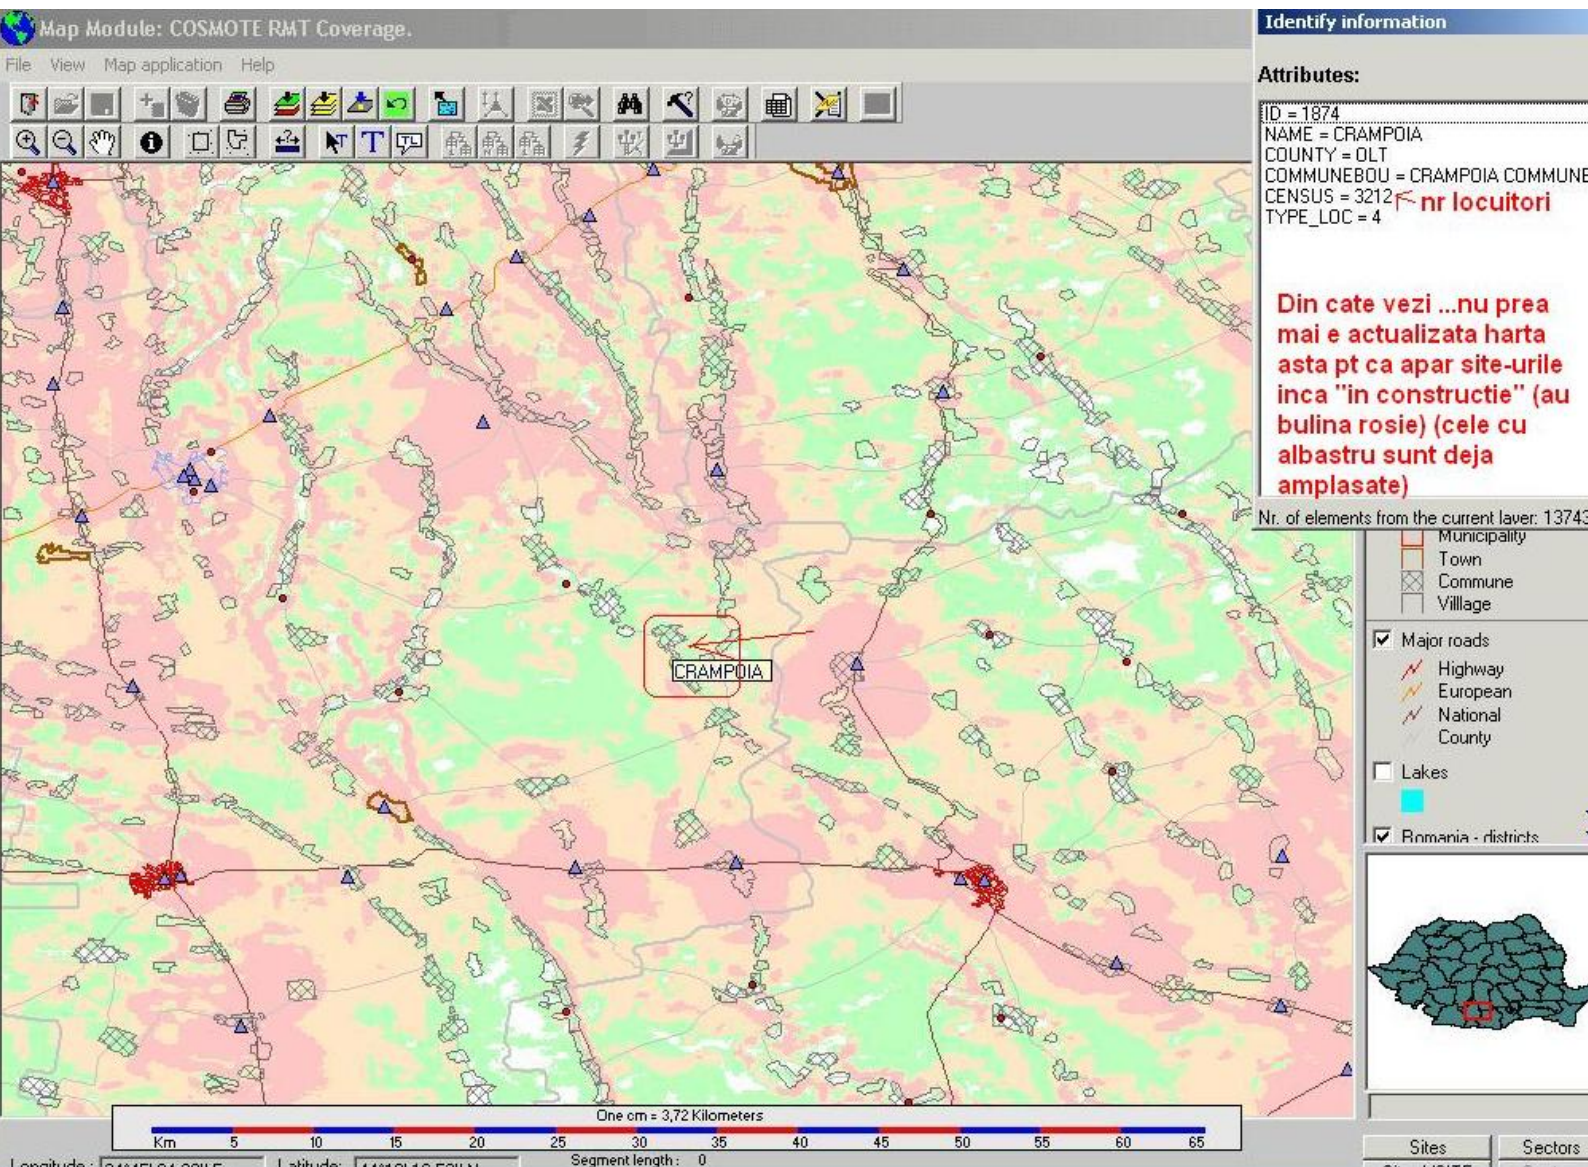 Map Module: COSMOTE RMT Coverage.
File View Map application Help
Identify information
Attributes:
ID = 1874
NAME = CRAMPOIA
COUNTY = OLT
COMMUNEBOU = CRAMPOIA COMMUNE
CENSUS = 3212
nr locuitori
TYPE_LOC = 4
Din cate vezi ...nu prea
mai e actualizata harta
asta pt ca apar site-urile
inca "in constructie" (au
bulina rosie) (cele cu
albastru sunt deja
amplasate)
Nr. of elements from the current layer: 13743
Municipality
Town
Commune
Villlage
Major roads
Highway
European
National
County
Lakes
Romania - districts
CRAMPOIA
One cm = 3,72 Kilometers
Km 5 10 15 20 25 30 35 40 45 50 55 60 65
Segment length : 0
Longitude : Latitude:
Sites Sectors